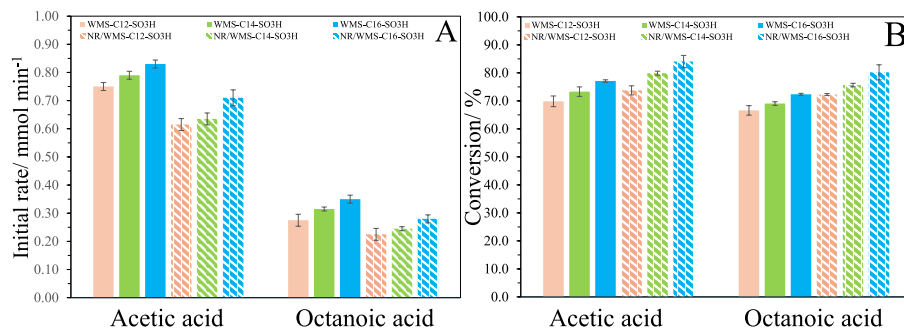 WMS-C12-SO3H WMS-C14-SO3H WMS-C16-SO3H
NR/WMS-C12-SO3H NR/WMS-C14-SO3H NR/WMS-C16-SO3H
A
Initial rate/ mmol min⁻¹
1.00
0.90
0.80
0.70
0.60
0.50
0.40
0.30
0.20
0.10
0.00
Acetic acid Octanoic acid
WMS-C12-SO3H WMS-C14-SO3H WMS-C16-SO3H
NR/WMS-C12-SO3H NR/WMS-C14-SO3H NR/WMS-C16-SO3H
B
Conversion/ %
100.0
90.0
80.0
70.0
60.0
50.0
40.0
30.0
20.0
10.0
0.0
Acetic acid Octanoic acid